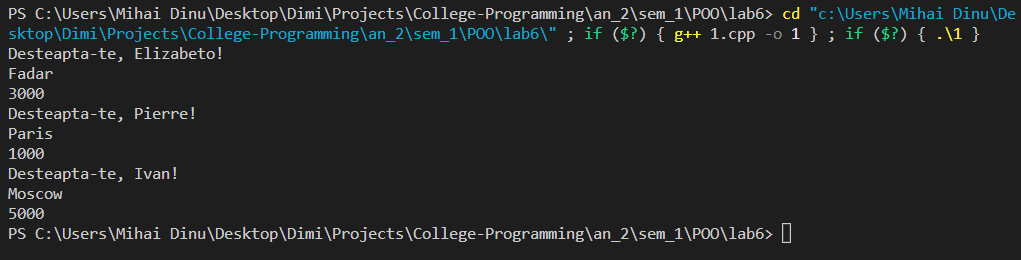 PS C:\Users\Mihai Dinu\Desktop\Dimi\Projects\College-Programming\an_2\sem_1\POO\lab6> cd "c:\Users\Mihai Dinu\De
sktop\Dimi\Projects\College-Programming\an_2\sem_1\POO\lab6\" ; if ($?) { g++ 1.cpp -o 1 } ; if ($?) { .\1 }
Desteapta-te, Elizabeto!
Fadar
3000
Desteapta-te, Pierre!
Paris
1000
Desteapta-te, Ivan!
Moscow
5000
PS C:\Users\Mihai Dinu\Desktop\Dimi\Projects\College-Programming\an_2\sem_1\POO\lab6>